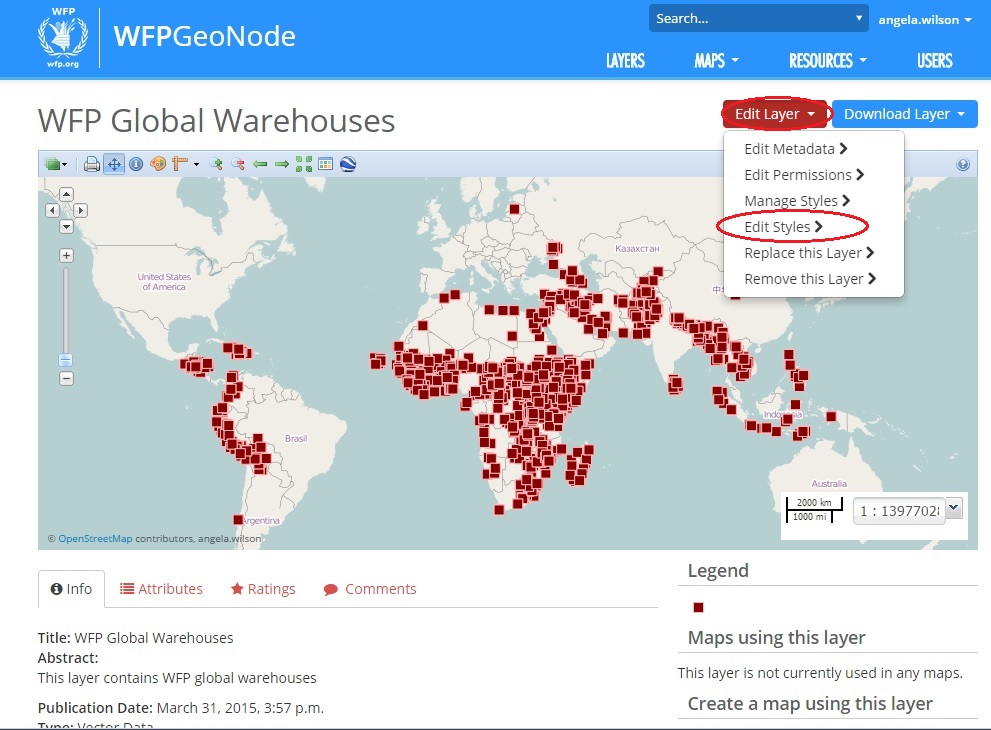 WFP
wfp.org
WFPGeoNode
Search...
angela.wilson
LAYERS
MAPS
RESOURCES
USERS
WFP Global Warehouses
Edit Layer
Download Layer
Edit Metadata
Edit Permissions
Manage Styles
Edit Styles
Replace this Layer
Remove this Layer
United States
of America
Казахстан
Brasil
Argentina
Australia
2000 km
1000 mi
1 : 1397702
© OpenStreetMap contributors, angela.wilson
Info
Attributes
Ratings
Comments
Title: WFP Global Warehouses
Abstract:
This layer contains WFP global warehouses
Publication Date: March 31, 2015, 3:57 p.m.
Type: Vector Data
Legend
Maps using this layer
This layer is not currently used in any maps.
Create a map using this layer